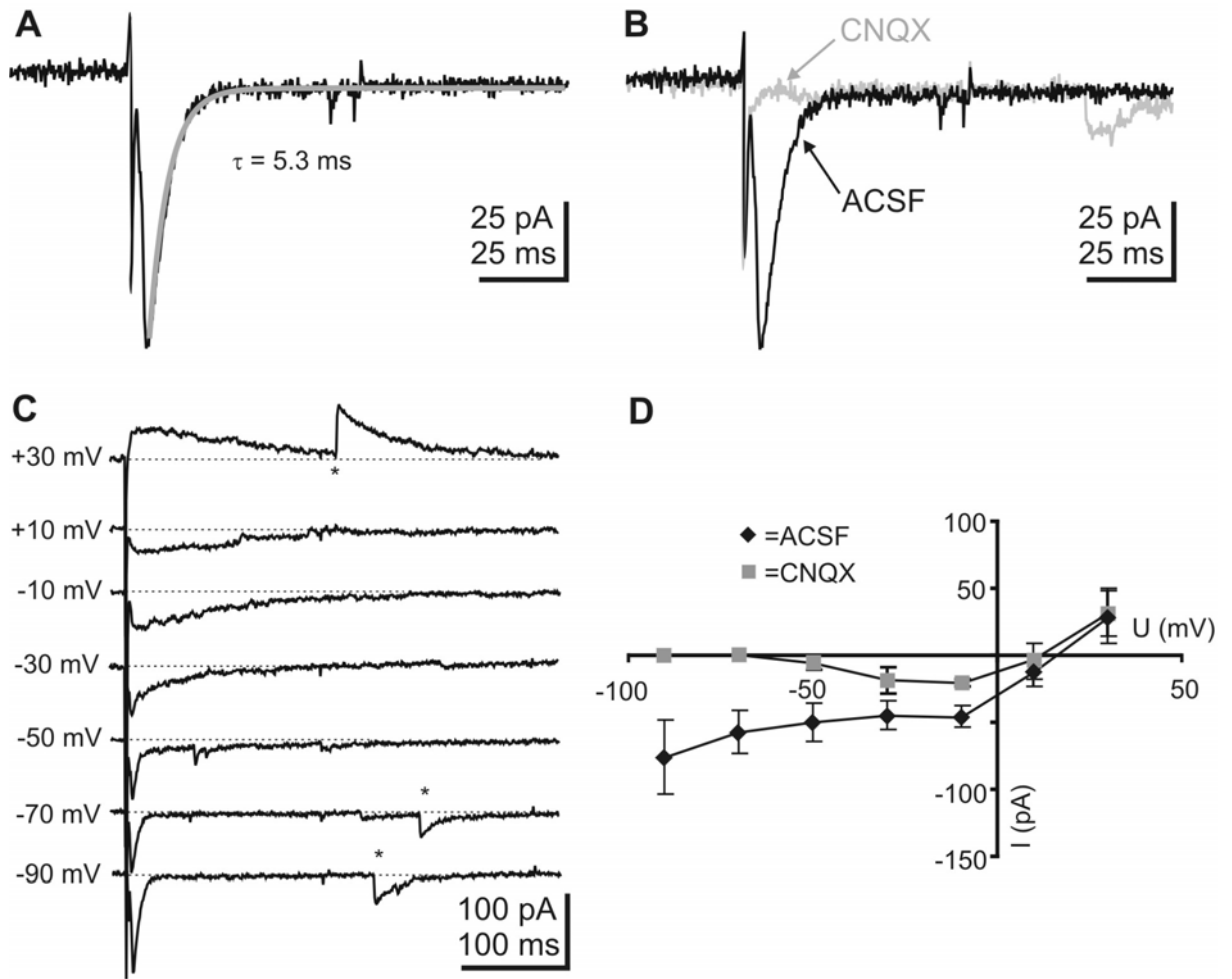 A
τ = 5.3 ms
25 pA
25 ms
B
CNQX
ACSF
25 pA
25 ms
C
+30 mV
*
+10 mV
-10 mV
-30 mV
-50 mV
-70 mV
*
-90 mV
*
100 pA
100 ms
D
=ACSF
=CNQX
100
50
U (mV)
-100
-50
50
-100
-150
I (pA)